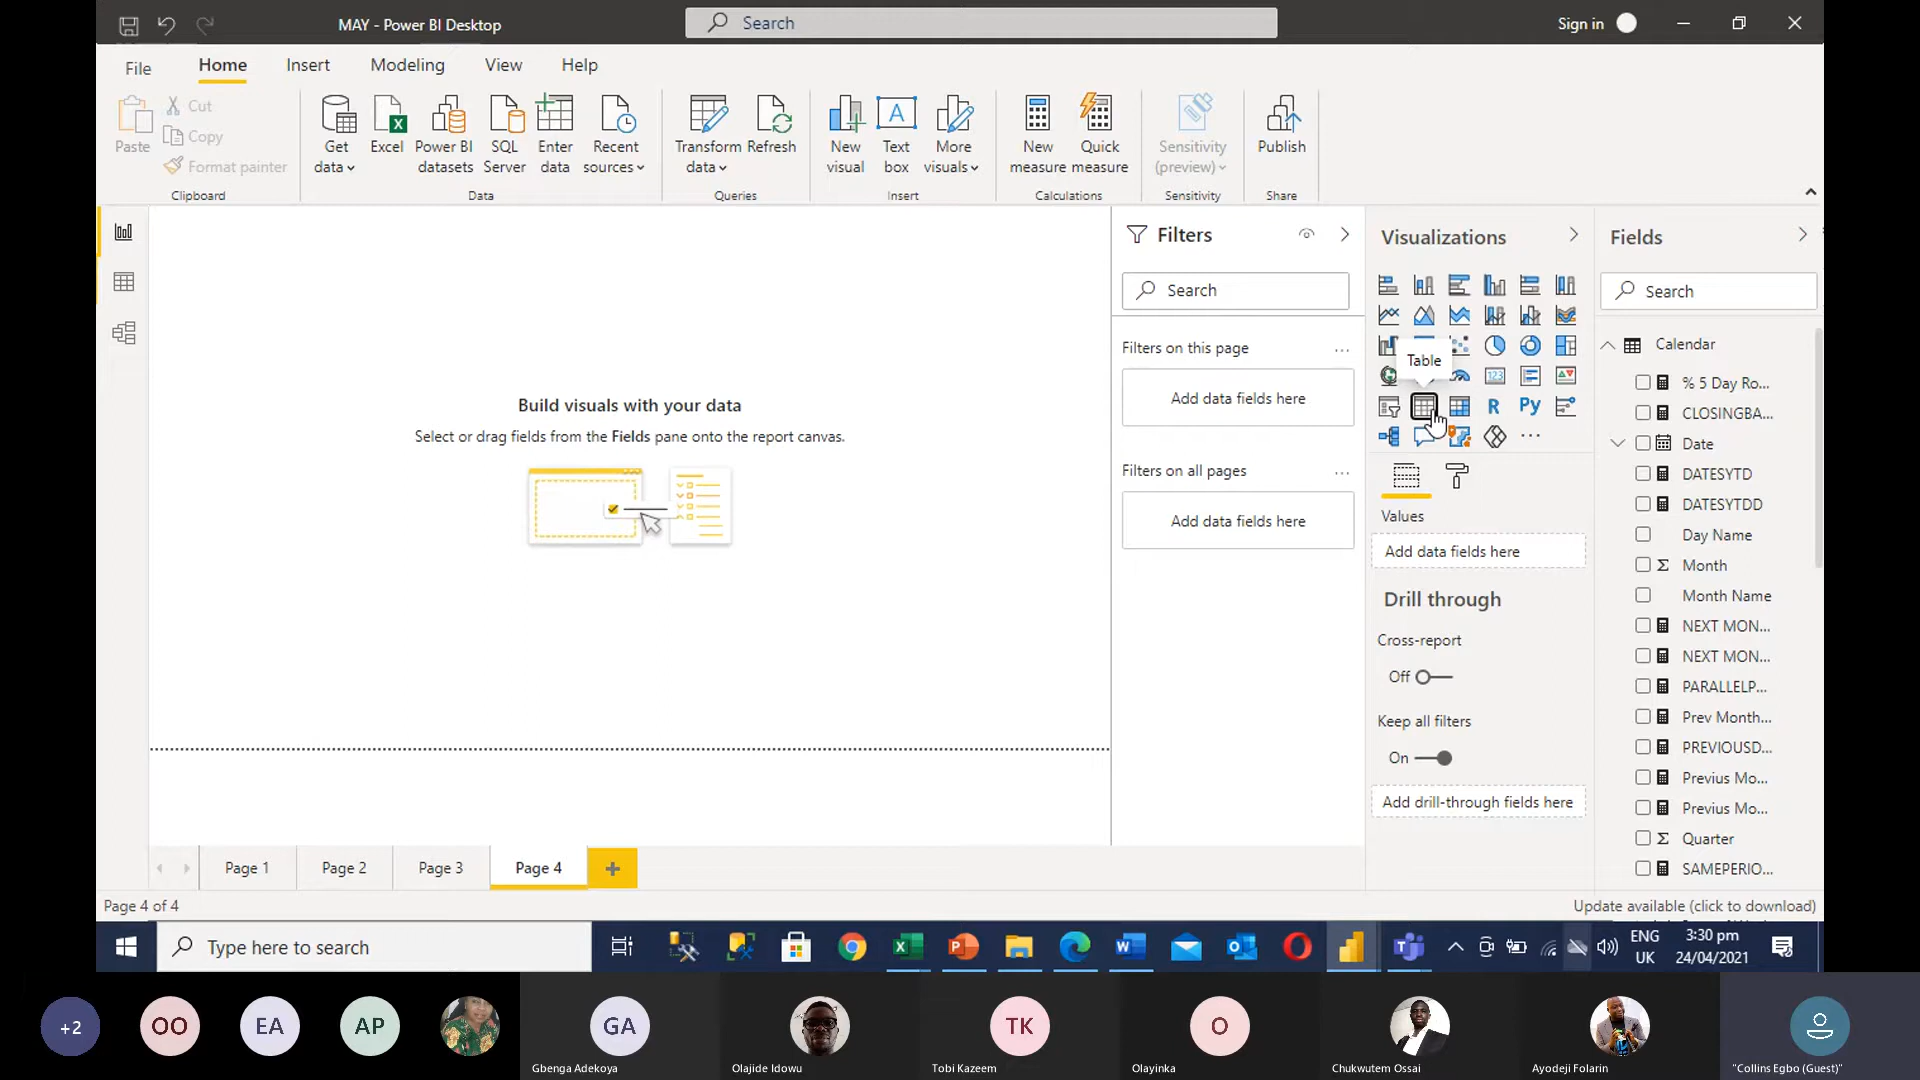 MAY - Power BI Desktop
Search
Sign in
File
Home
Insert
Modeling
View
Help
Paste
Cut
Copy
Format painter
Clipboard
Get data
Excel
Power BI datasets
SQL Server
Enter data
Recent sources
Data
Transform data
Refresh
Queries
New visual
Text box
More visuals
Insert
New measure
Quick measure
Calculations
Sensitivity (preview)
Sensitivity
Publish
Share
Build visuals with your data
Select or drag fields from the Fields pane onto the report canvas.
Filters
Search
Filters on this page
...
Add data fields here
Filters on all pages
...
Add data fields here
Visualizations
Table
123
R
Py
...
Values
Add data fields here
Drill through
Cross-report
Off
Keep all filters
On
Add drill-through fields here
Fields
Search
Calendar
% 5 Day Ro...
CLOSINGBA...
Date
DATESYTD
DATESYTDD
Day Name
Σ Month
Month Name
NEXT MON...
NEXT MON...
PARALLELP...
Prev Month...
PREVIOUSD...
Previus Mo...
Previus Mo...
Σ Quarter
SAMEPERIO...
Page 1
Page 2
Page 3
Page 4
+
Page 4 of 4
Update available (click to download)
Type here to search
ENG
UK
3:30 pm
24/04/2021
+2
OO
EA
AP
GA
Gbenga Adekoya
Olajide Idowu
TK
Tobi Kazeem
O
Olayinka
Chukwutem Ossai
Ayodeji Folarin
"Collins Egbo (Guest)"